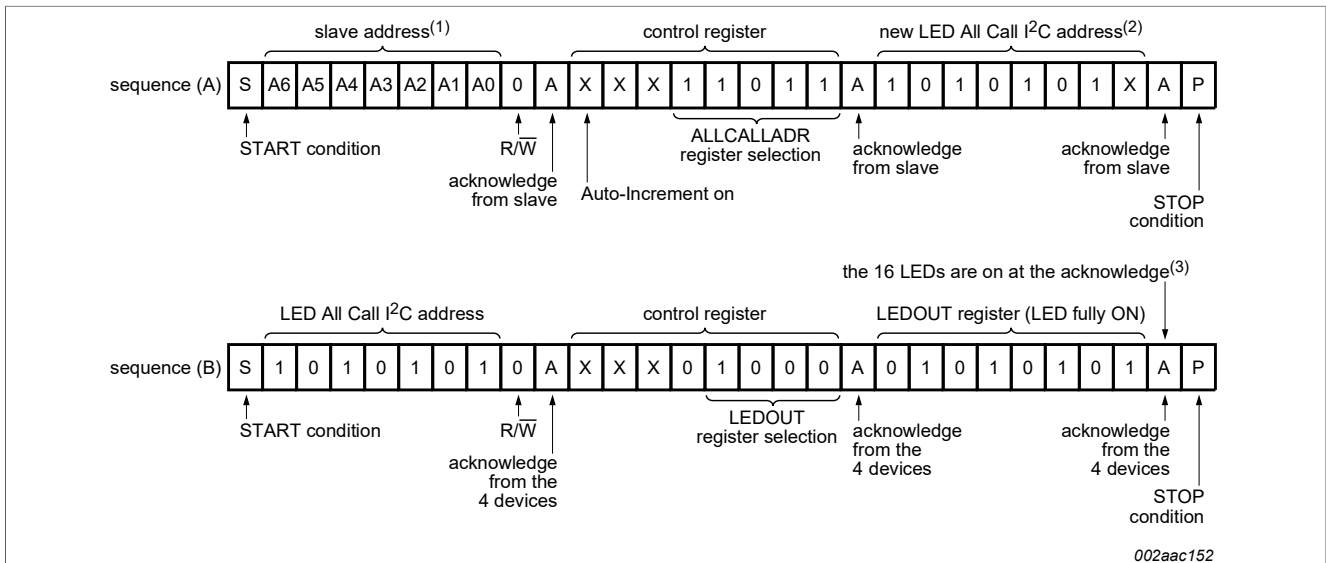 slave address(1) control register new LED All Call I2C address(2)
sequence (A) S A6 A5 A4 A3 A2 A1 A0 0 A X X X 1 1 0 1 1 A 1 0 1 0 1 0 1 X A P
START condition R/W ALLCALLADR
register selection acknowledge
from slave acknowledge
from slave
acknowledge
from slave Auto-Increment on
STOP
condition
the 16 LEDs are on at the acknowledge(3)
LED All Call I2C address control register LEDOUT register (LED fully ON)
sequence (B) S 1 0 1 0 1 0 1 0 A X X X 0 1 0 0 0 A 0 1 0 1 0 1 0 1 A P
START condition R/W LEDOUT
register selection acknowledge
from the
4 devices acknowledge
from the
4 devices
acknowledge
from the
4 devices
STOP
condition
002aac152